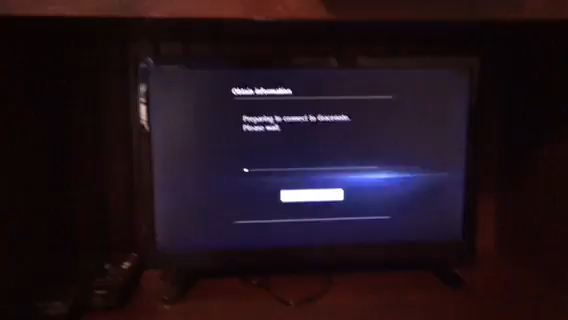 Obtain information
Preparing to connect to Gracenote.
Please wait.